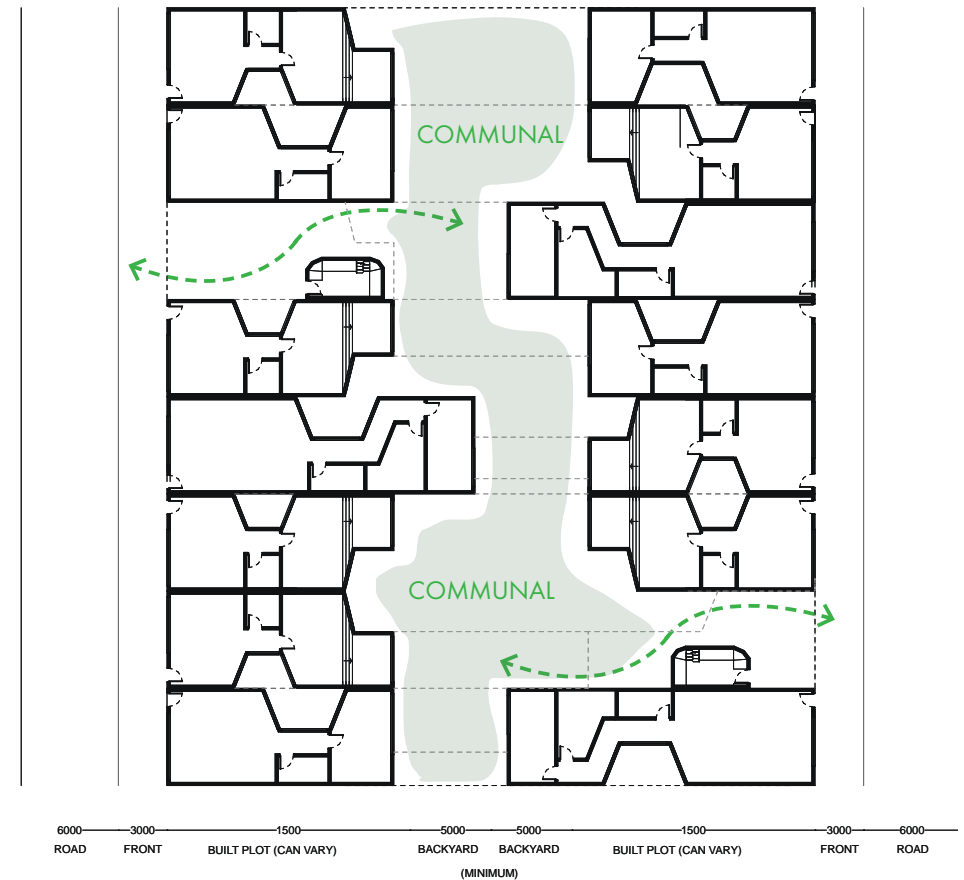 COMMUNAL
COMMUNAL
6000 3000 1500 5000 5000 1500 3000 6000
ROAD FRONT BUILT PLOT (CAN VARY) BACKYARD BACKYARD BUILT PLOT (CAN VARY) FRONT ROAD
(MINIMUM)